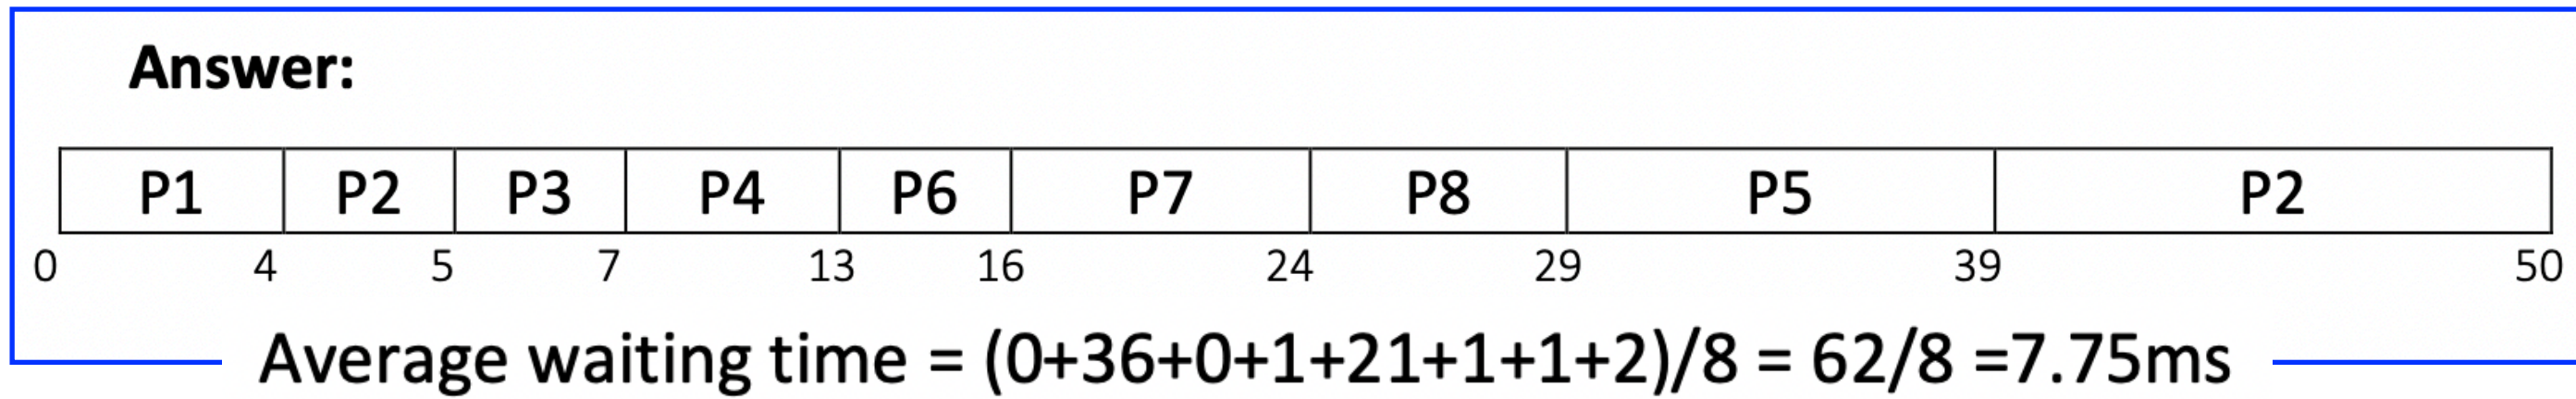 Answer:
P1 P2 P3 P4 P6 P7 P8 P5 P2
0 4 5 7 13 16 24 29 39 50
Average waiting time = (0+36+0+1+21+1+1+2)/8 = 62/8 =7.75ms